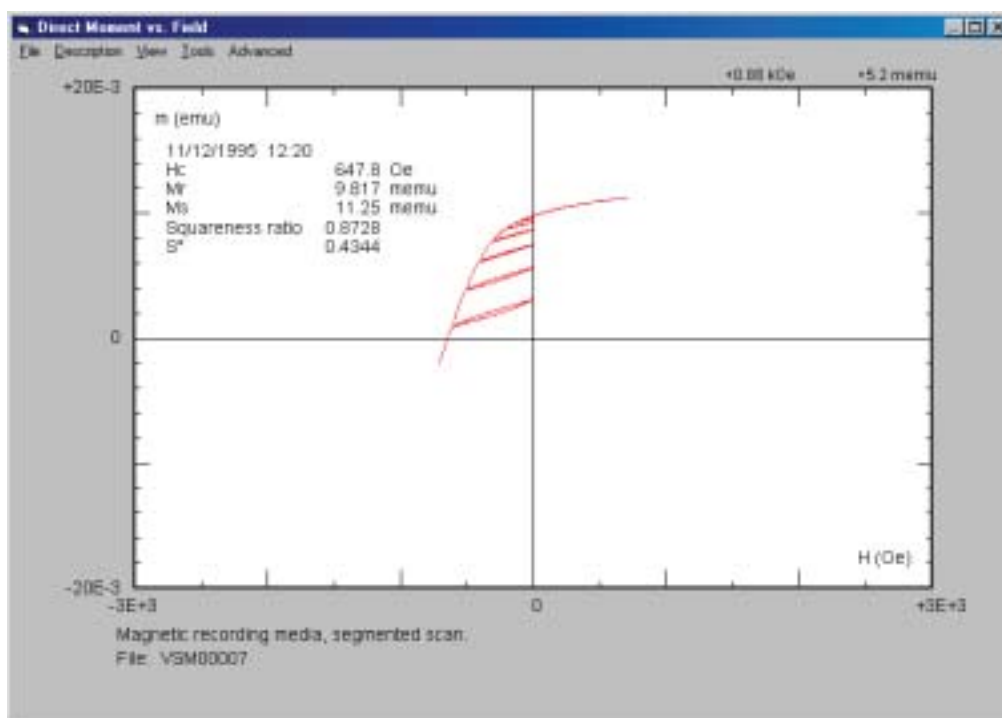 Direct Moment vs. Field
File Description View Tools Advanced
+0.88 kOe +5.2 memu
+20E-3
m (emu)
11/12/1995 12:20
Hc 647.8 Oe
Mr 9.817 memu
Ms 11.25 memu
Squareness ratio 0.8728
S* 0.4344
0
H (Oe)
-20E-3
-3E+3 0 +3E+3
Magnetic recording media, segmented scan.
File: VSM00007